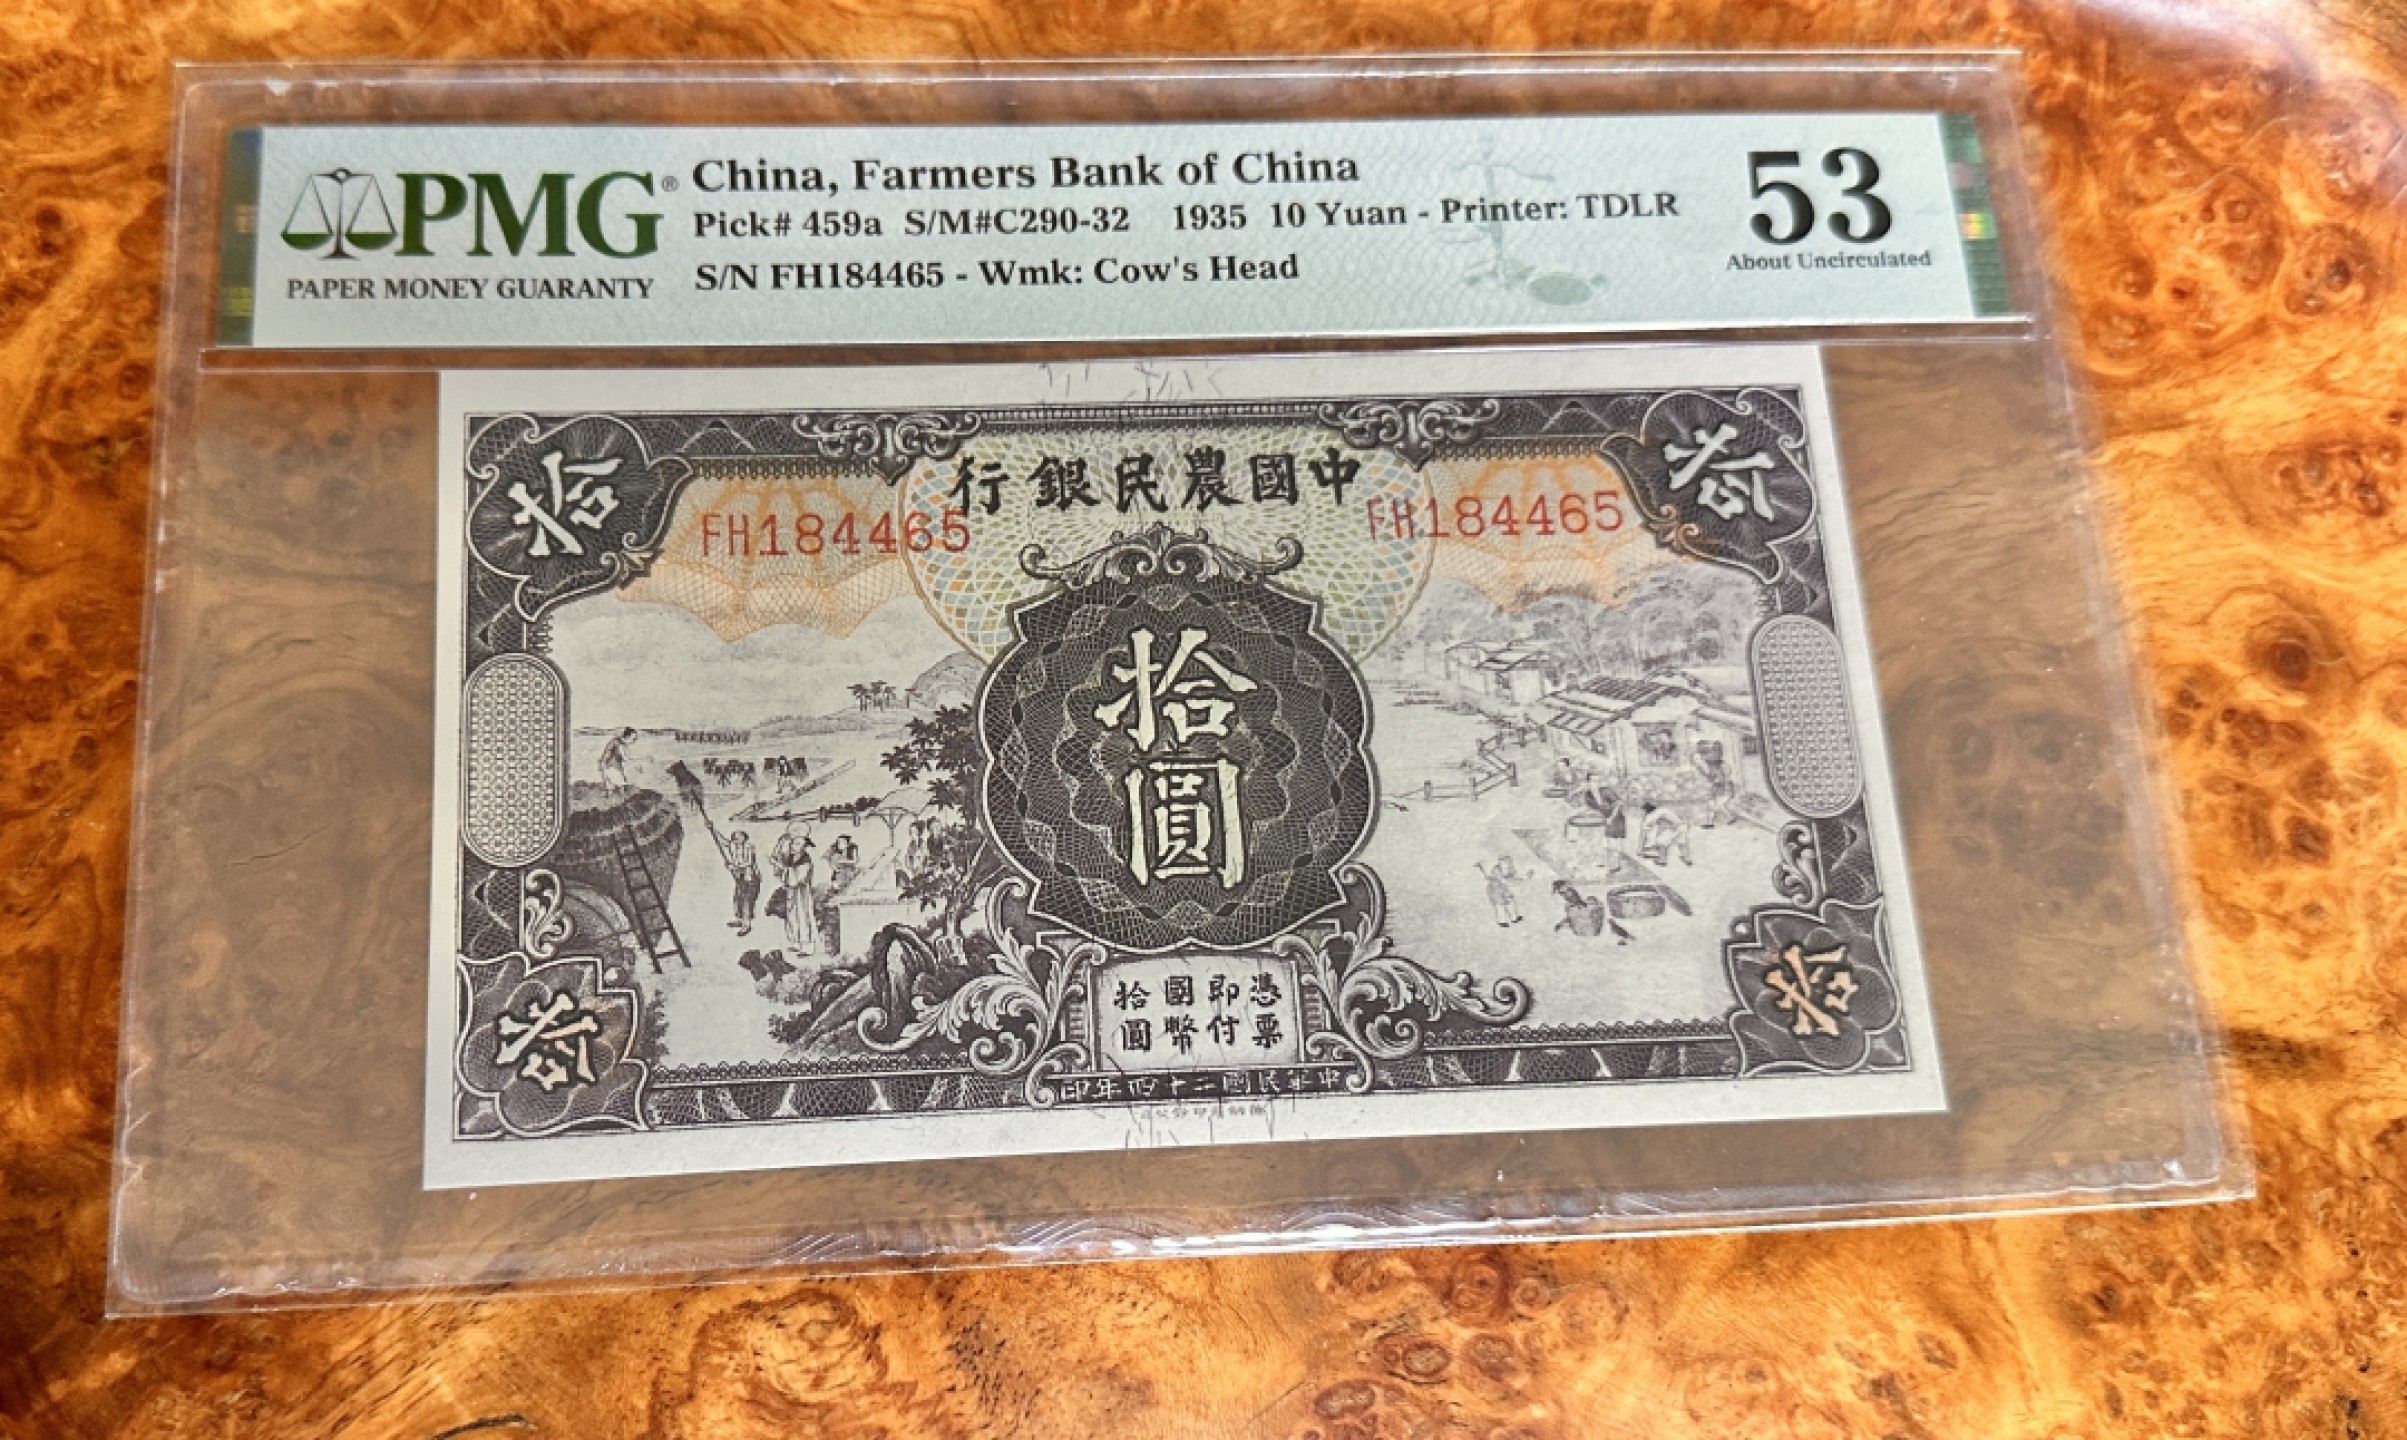 PMG®
PAPER MONEY GUARANTY
China, Farmers Bank of China
Pick# 459a S/M#C290-32 1935 10 Yuan - Printer: TDLR
S/N FH184465 - Wmk: Cow's Head
53
About Uncirculated
行銀民農國中
拾
拾
FH184465
FH184465
拾圓
憑票
即付
國幣
拾圓
拾
拾
印年四十二國民華中